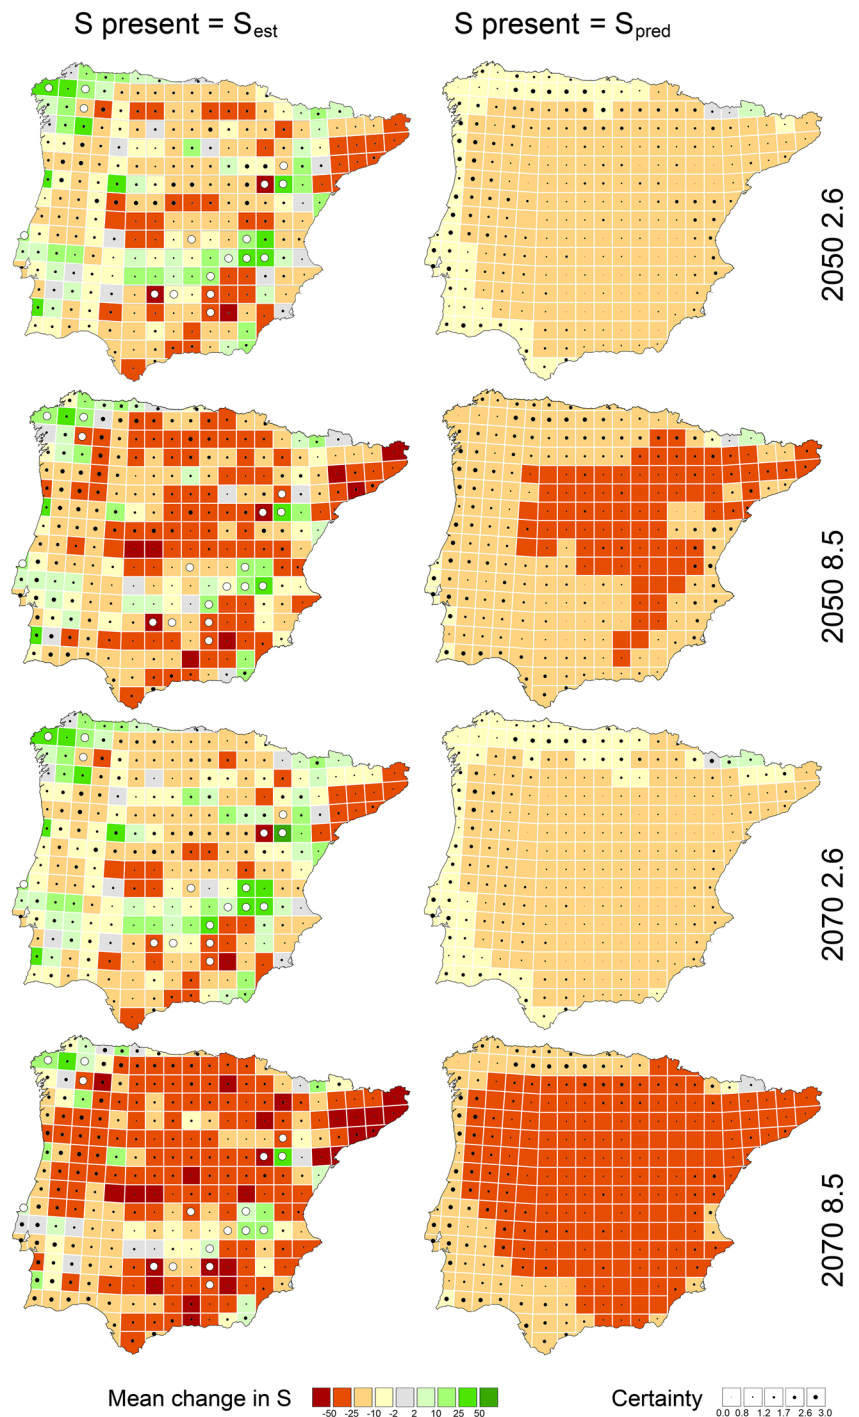 S present = Sest S present = Spred
2050 2.6
2050 8.5
2070 2.6
2070 8.5
Mean change in S
-50 -25 -10 -2 2 10 25 50
Certainty
0.0 0.8 1.2 1.7 2.6 3.0